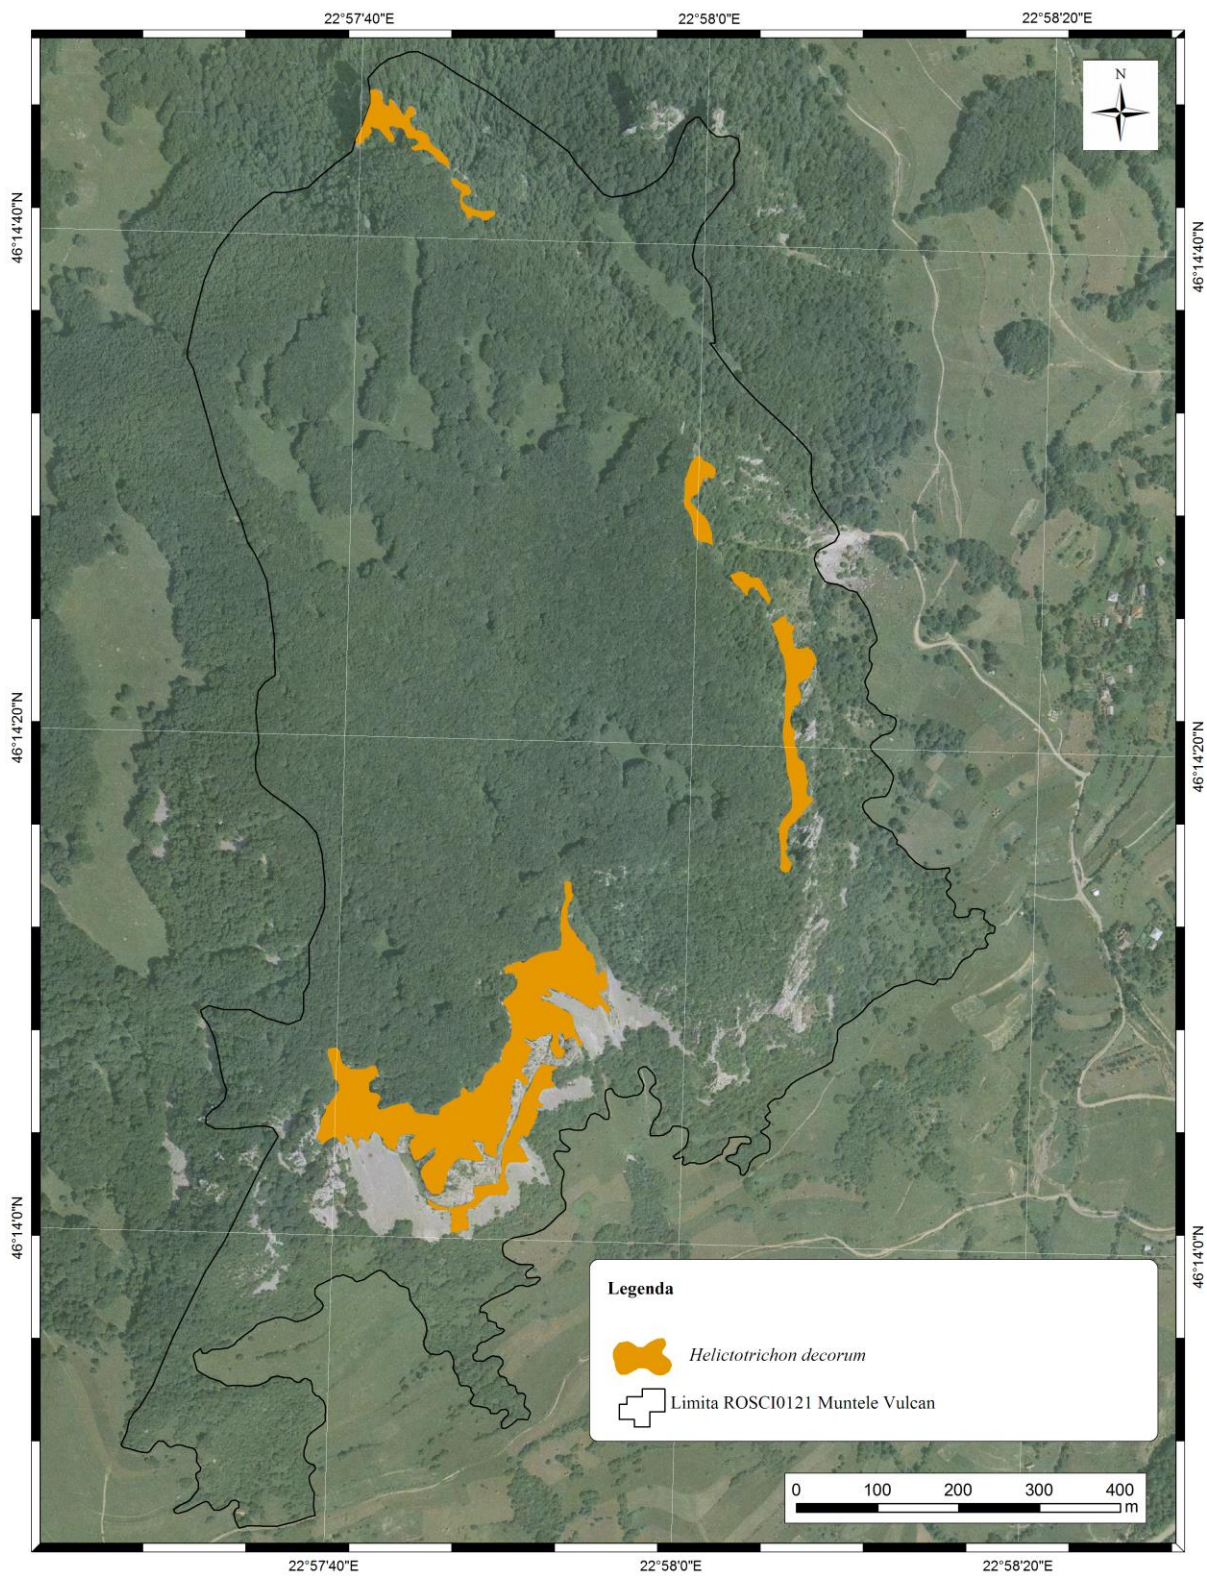 22°57'40"E 22°58'0"E 22°58'20"E
N
46°14'40"N 46°14'40"N
46°14'20"N 46°14'20"N
46°14'0"N 46°14'0"N
Legenda
Helictotrichon decorum
Limita ROSCI0121 Muntele Vulcan
0 100 200 300 400
m
22°57'40"E 22°58'0"E 22°58'20"E